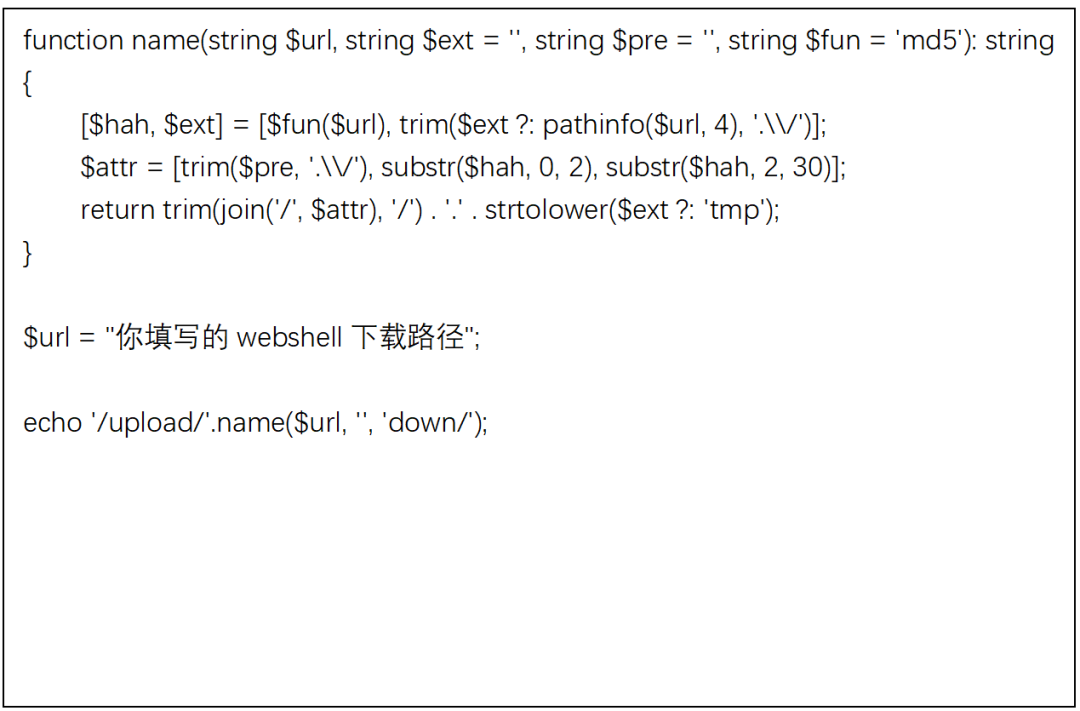 function name(string $url, string $ext = '', string $pre = '', string $fun = 'md5'): string
{
[$hah, $ext] = [$fun($url), trim($ext ?: pathinfo($url, 4), '.\\/')];
$attr = [trim($pre, '.\\/'), substr($hah, 0, 2), substr($hah, 2, 30)];
return trim(join('/', $attr), '/') . '.' . strtolower($ext ?: 'tmp');
}
$url = "你填写的 webshell 下载路径";
echo '/upload/'.name($url, '', 'down/');